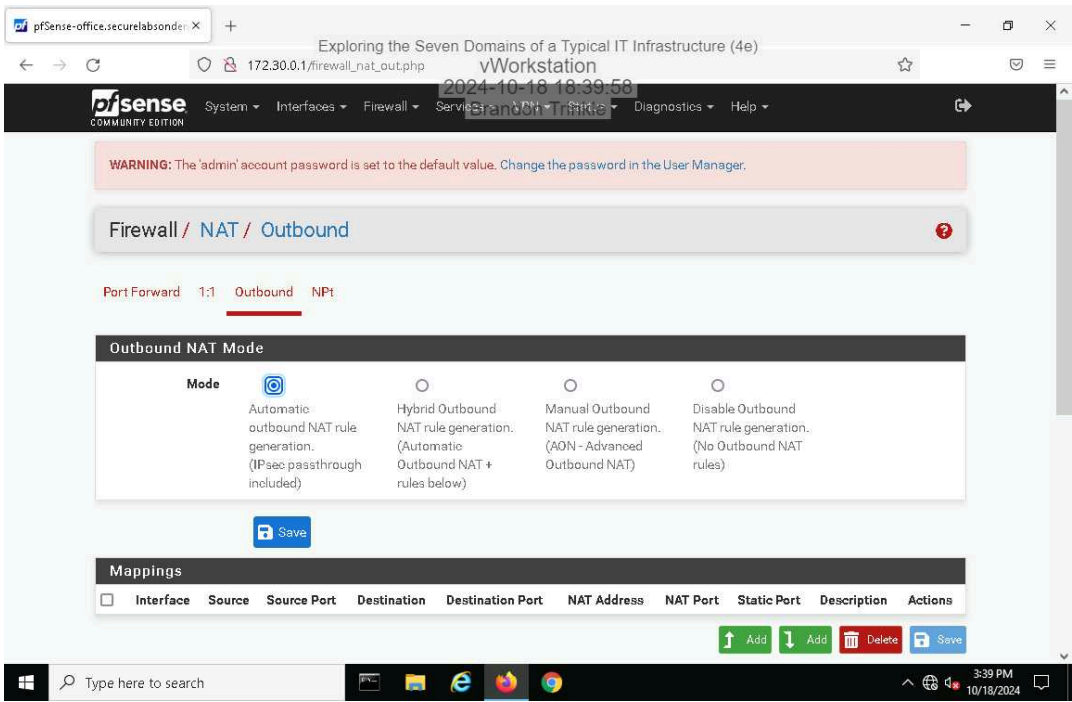 pfSense-office.securelabsonden
Exploring the Seven Domains of a Typical IT Infrastructure (4e)
172.30.0.1/firewall_nat_out.php
vWorkstation
2024-10-18 18:39:58
Brandon Trinkle
pfsense
COMMUNITY EDITION
System Interfaces Firewall Services VPN Status Diagnostics Help
WARNING: The 'admin' account password is set to the default value. Change the password in the User Manager.
Firewall / NAT / Outbound
Port Forward 1:1 Outbound NPt
Outbound NAT Mode
Mode
Automatic
outbound NAT rule
generation.
(IPsec passthrough
included)
Hybrid Outbound
NAT rule generation.
(Automatic
Outbound NAT +
rules below)
Manual Outbound
NAT rule generation.
(AON - Advanced
Outbound NAT)
Disable Outbound
NAT rule generation.
(No Outbound NAT
rules)
Save
Mappings
Interface Source Source Port Destination Destination Port NAT Address NAT Port Static Port Description Actions
Add Add Delete Save
Type here to search
3:39 PM
10/18/2024